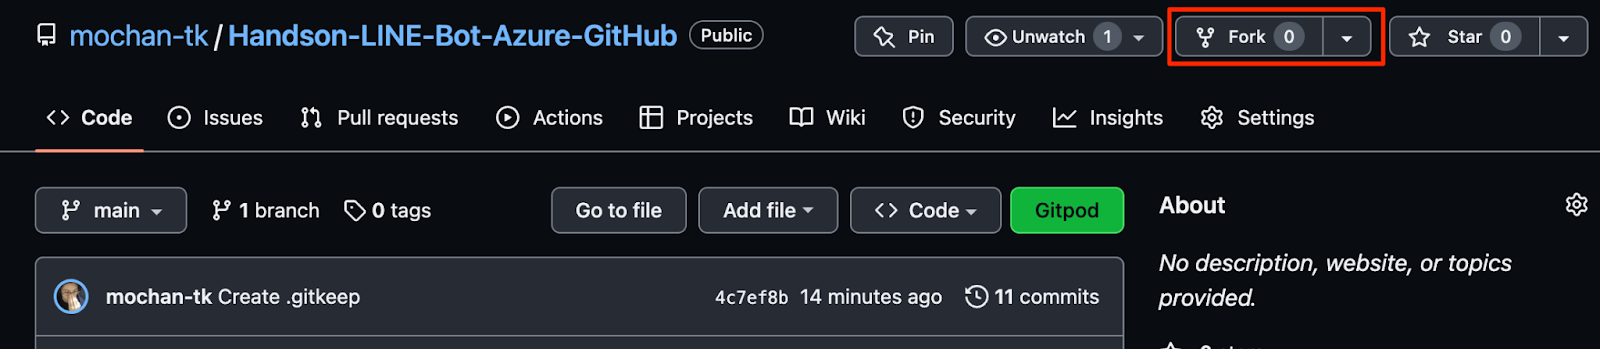 mochan-tk / Handson-LINE-Bot-Azure-GitHub Public Pin Unwatch 1 Fork 0 Star 0
Code Issues Pull requests Actions Projects Wiki Security Insights Settings
main 1 branch 0 tags Go to file Add file Code Gitpod
About
mochan-tk Create .gitkeep 4c7ef8b 14 minutes ago 11 commits
No description, website, or topics
provided.